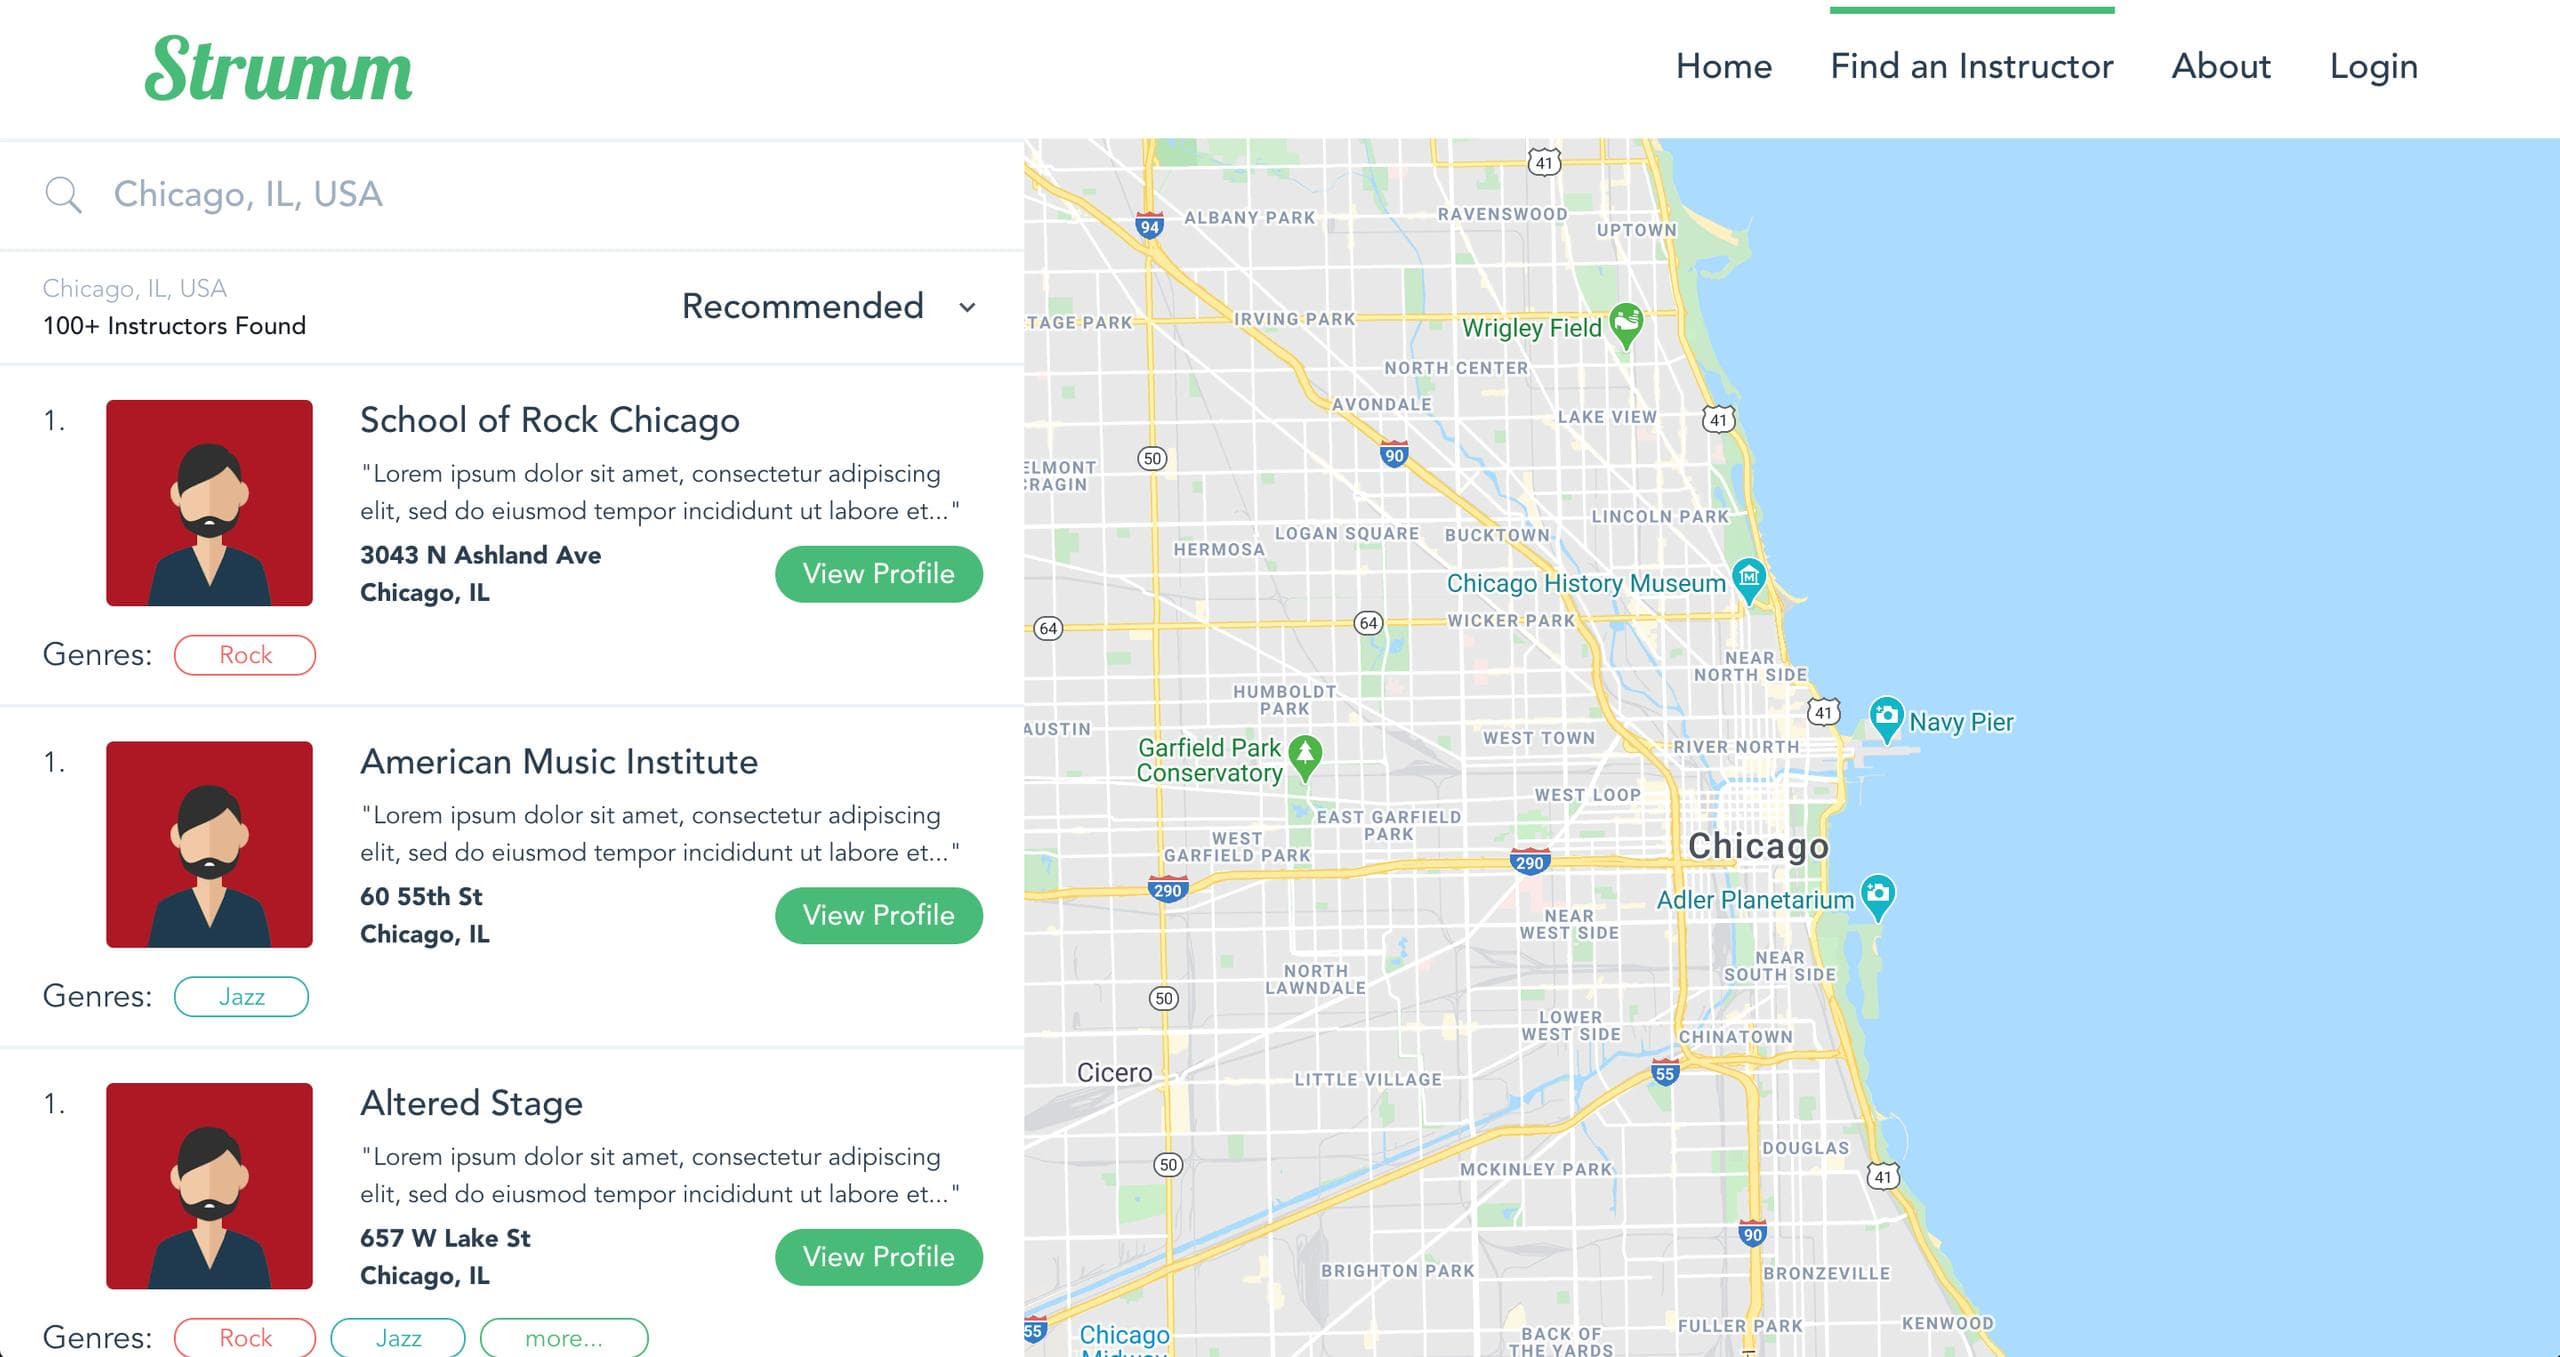 Strumm
Home
Find an Instructor
About
Login
Chicago, IL, USA
Chicago, IL, USA
100+ Instructors Found
Recommended
1.
School of Rock Chicago
"Lorem ipsum dolor sit amet, consectetur adipiscing
elit, sed do eiusmod tempor incididunt ut labore et..."
3043 N Ashland Ave
Chicago, IL
View Profile
Genres:
Rock
1.
American Music Institute
"Lorem ipsum dolor sit amet, consectetur adipiscing
elit, sed do eiusmod tempor incididunt ut labore et..."
60 55th St
Chicago, IL
View Profile
Genres:
Jazz
1.
Altered Stage
"Lorem ipsum dolor sit amet, consectetur adipiscing
elit, sed do eiusmod tempor incididunt ut labore et..."
657 W Lake St
Chicago, IL
View Profile
Genres:
Rock
Jazz
more...
41
94
ALBANY PARK
RAVENSWOOD
UPTOWN
TAGE PARK
IRVING PARK
Wrigley Field
NORTH CENTER
AVONDALE
LAKE VIEW
41
50
90
ELMONT
CRAGIN
LINCOLN PARK
LOGAN SQUARE
BUCKTOWN
HERMOSA
Chicago History Museum
64
64
WICKER PARK
NEAR
NORTH SIDE
HUMBOLDT
PARK
41
Navy Pier
AUSTIN
WEST TOWN
RIVER NORTH
Garfield Park
Conservatory
WEST LOOP
EAST GARFIELD
PARK
WEST
GARFIELD PARK
Chicago
290
290
Adler Planetarium
NEAR
WEST SIDE
NEAR
SOUTH SIDE
NORTH
LAWNDALE
50
LOWER
WEST SIDE
CHINATOWN
Cicero
LITTLE VILLAGE
55
DOUGLAS
50
MCKINLEY PARK
41
90
BRIGHTON PARK
BRONZEVILLE
55
Chicago
Midway
BACK OF
THE YARDS
FULLER PARK
KENWOOD